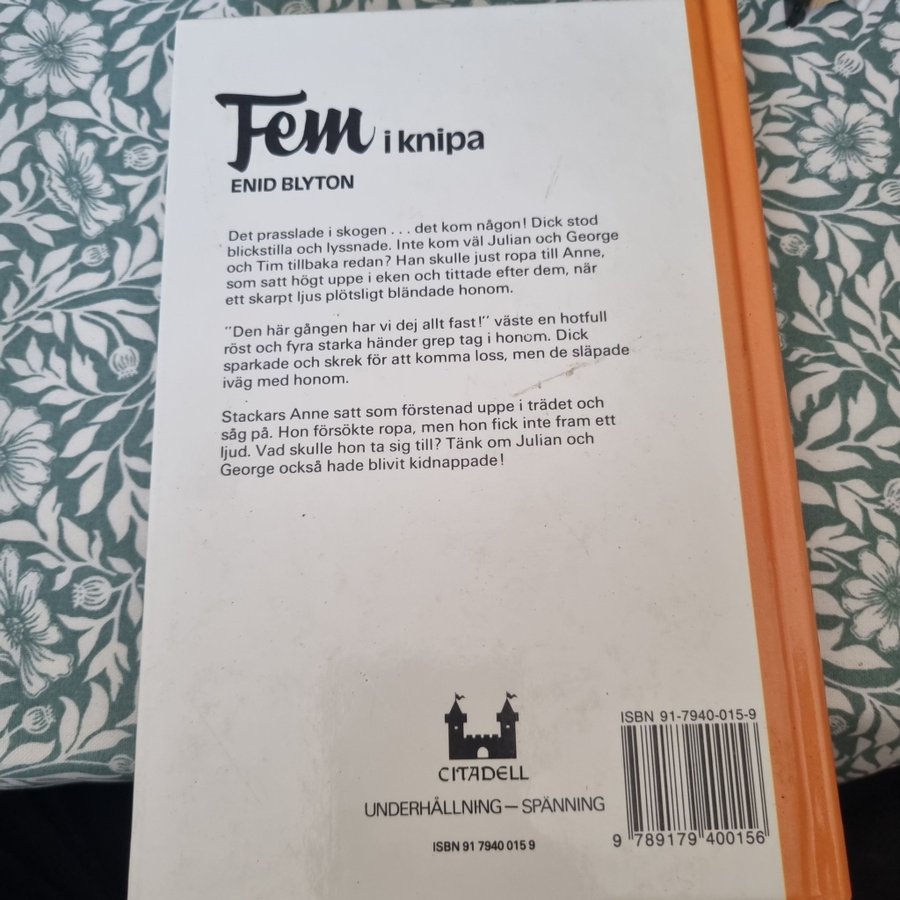 Fem i knipa
ENID BLYTON
Det prasslade i skogen . . . det kom någon! Dick stod
blickstilla och lyssnade. Inte kom väl Julian och George
och Tim tillbaka redan? Han skulle just ropa till Anne,
som satt högt uppe i eken och tittade efter dem, när
ett skarpt ljus plötsligt bländade honom.
"Den här gången har vi dej allt fast!" väste en hotfull
röst och fyra starka händer grep tag i honom. Dick
sparkade och skrek för att komma loss, men de släpade
iväg med honom.
Stackars Anne satt som förstenad uppe i trädet och
såg på. Hon försökte ropa, men hon fick inte fram ett
ljud. Vad skulle hon ta sig till? Tänk om Julian och
George också hade blivit kidnappade!
CITADELL
UNDERHÅLLNING – SPÄNNING
ISBN 91 7940 015 9
ISBN 91-7940-015-9
9 789179 400156